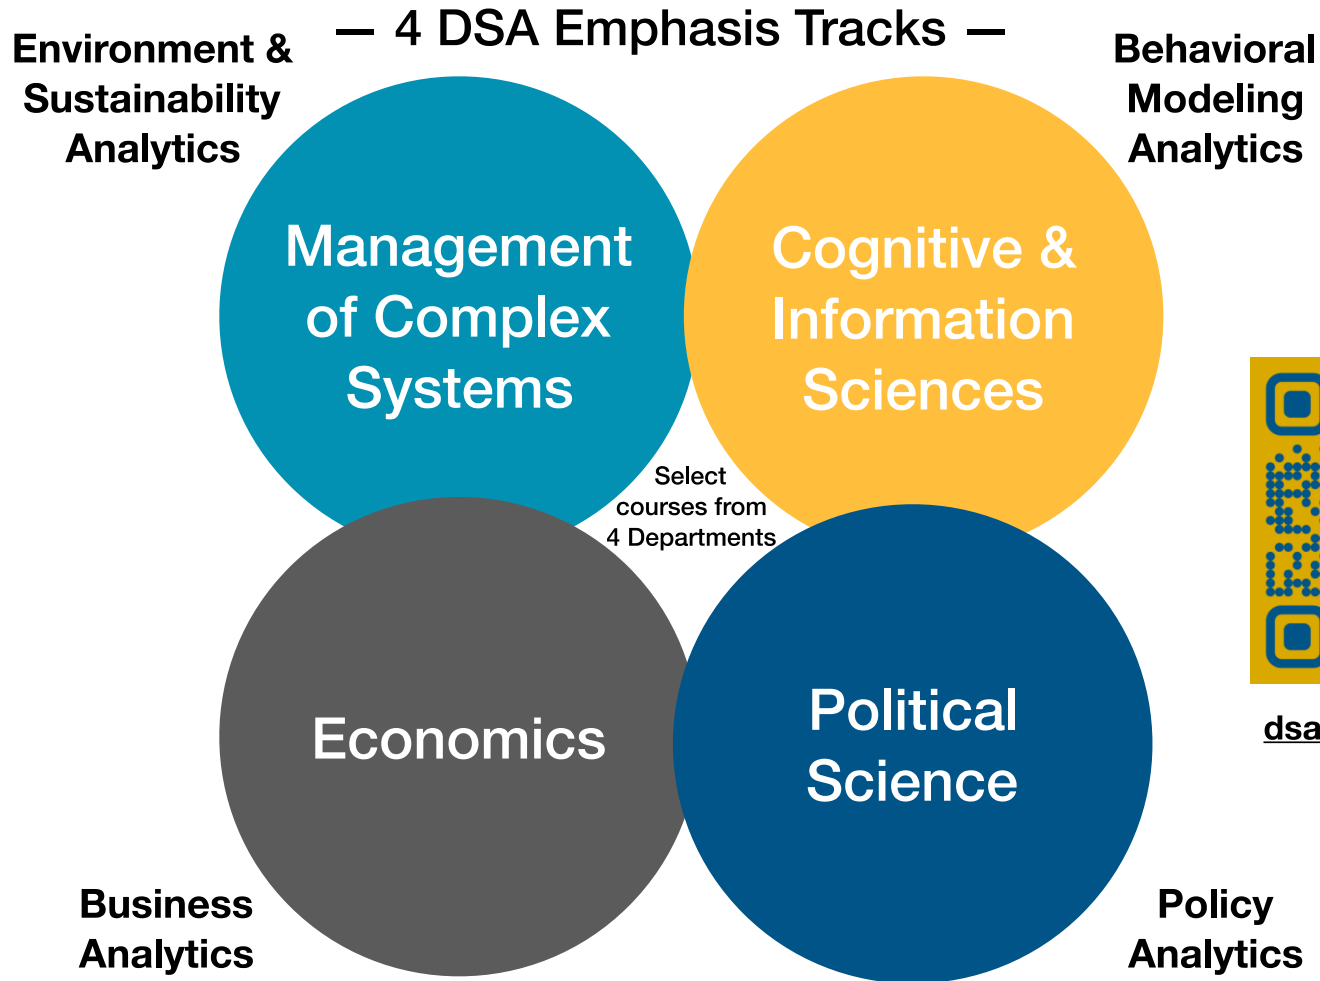 — 4 DSA Emphasis Tracks —
Environment &
Sustainability
Analytics
Behavioral
Modeling
Analytics
Management
of Complex
Systems
Cognitive &
Information
Sciences
Select
courses from
4 Departments
Economics
Political
Science
dsa
Business
Analytics
Policy
Analytics